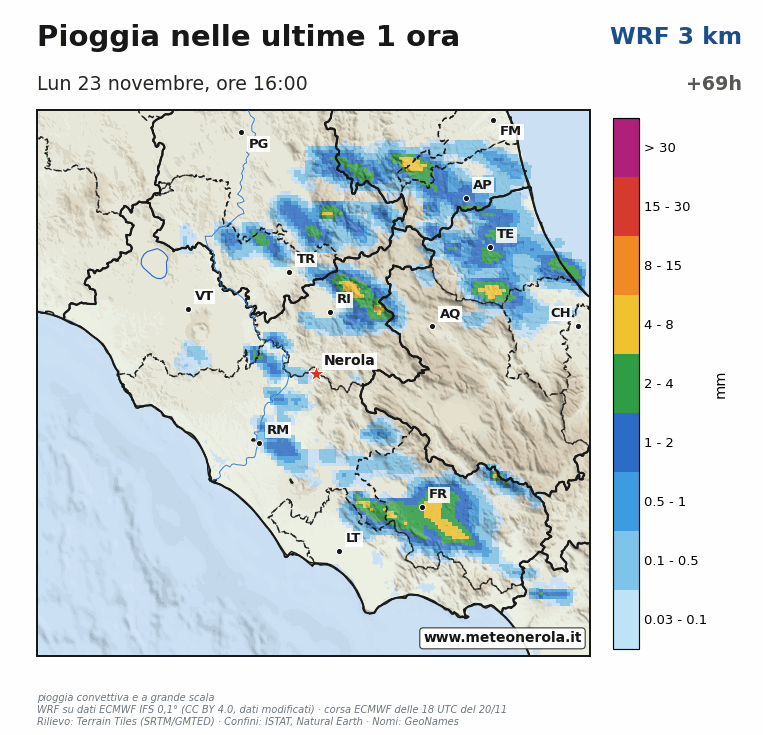 Pioggia nelle ultime 1 ora
WRF 3 km
Lun 23 novembre, ore 16:00
+69h
FM
PG
AP
TE
TR
VT
RI
AQ
CH
Nerola
RM
FR
LT
www.meteonerola.it
> 30
15 - 30
8 - 15
4 - 8
2 - 4
1 - 2
0.5 - 1
0.1 - 0.5
0.03 - 0.1
mm
pioggia convettiva e a grande scala
WRF su dati ECMWF IFS 0,1° (CC BY 4.0, dati modificati) · corsa ECMWF delle 18 UTC del 20/11
Rilievo: Terrain Tiles (SRTM/GMTED) · Confini: ISTAT, Natural Earth · Nomi: GeoNames